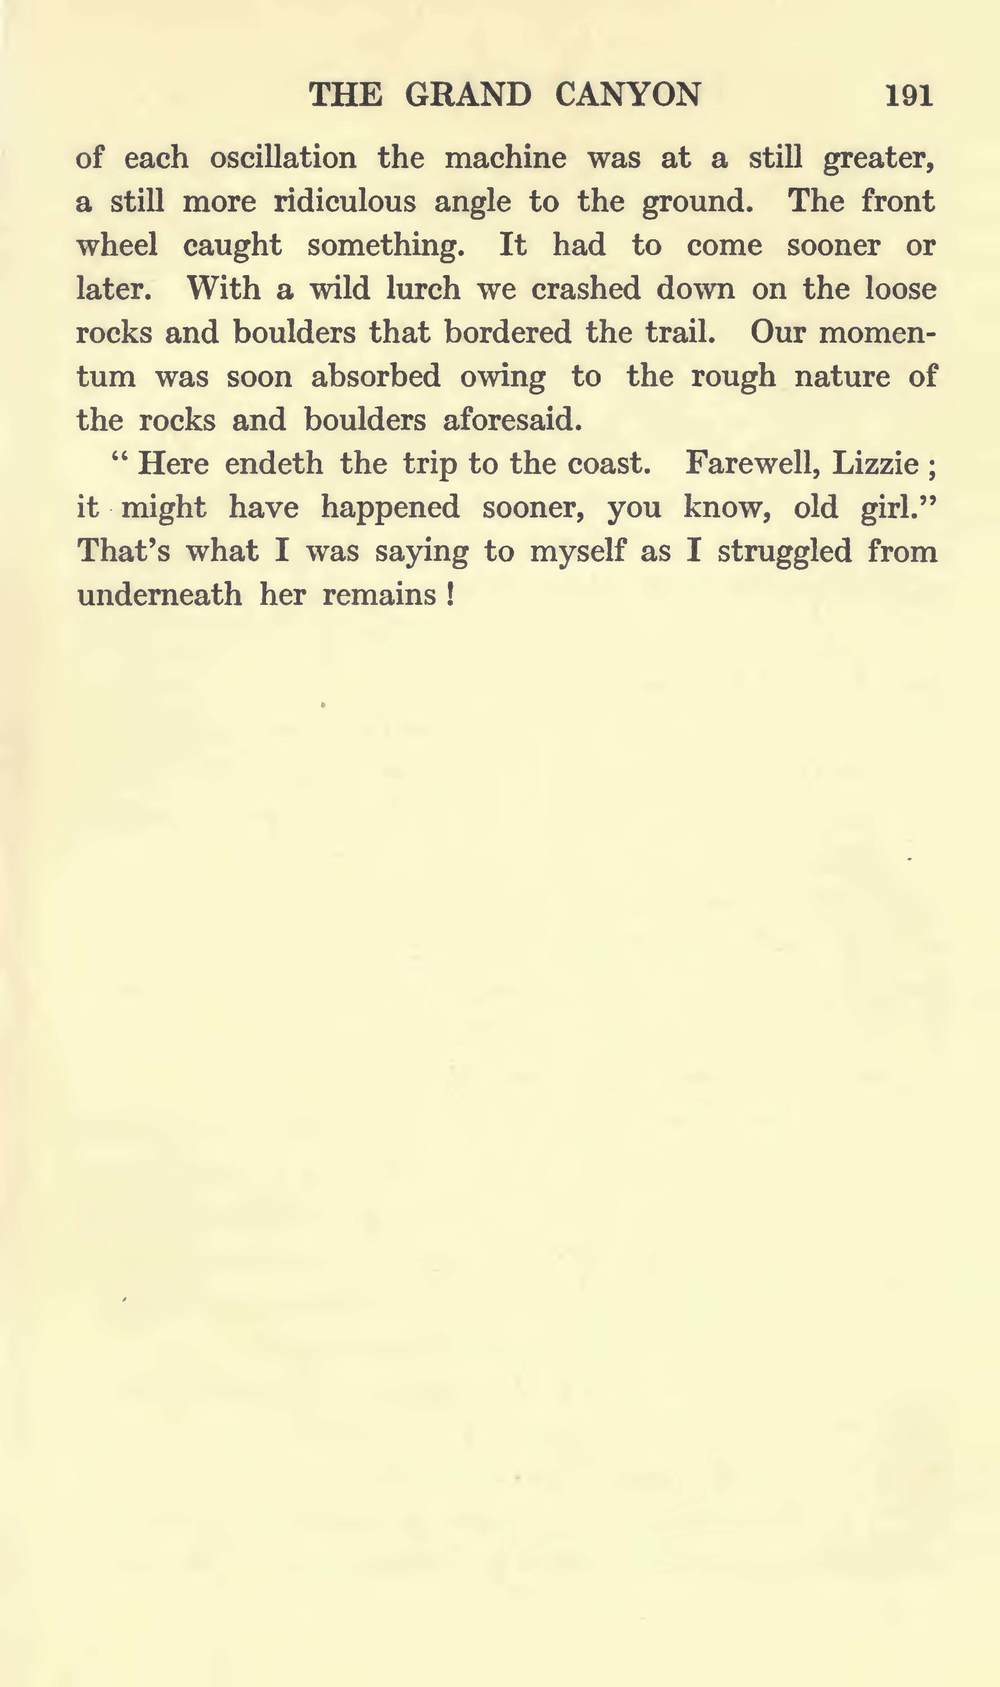 THE GRAND CANYON 191
of each oscillation the machine was at a still greater,
a still more ridiculous angle to the ground. The front
wheel caught something. It had to come sooner or
later. With a wild lurch we crashed down on the loose
rocks and boulders that bordered the trail. Our momen-
tum was soon absorbed owing to the rough nature of
the rocks and boulders aforesaid.
“ Here endeth the trip to the coast. Farewell, Lizzie ;
it might have happened sooner, you know, old girl.”
That’s what I was saying to myself as I struggled from
underneath her remains !